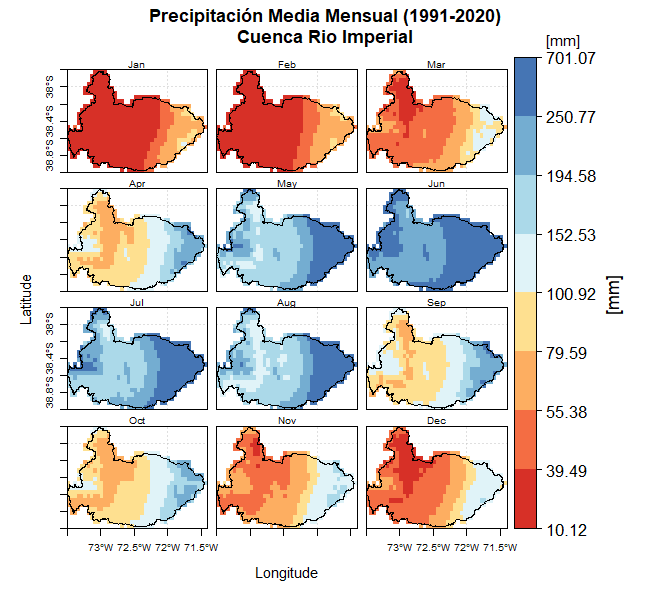 Precipitación Media Mensual (1991-2020)
Cuenca Rio Imperial
[mm]
Jan Feb Mar
701.07
38°S
38.4°S
38.8°S
250.77
194.58
Apr May Jun
152.53
100.92
Latitude
[mm]
Jul Aug Sep
38°S
38.4°S
38.8°S
79.59
55.38
Oct Nov Dec
39.49
10.12
73°W 72.5°W 72°W 71.5°W 73°W 72.5°W 72°W 71.5°W
Longitude